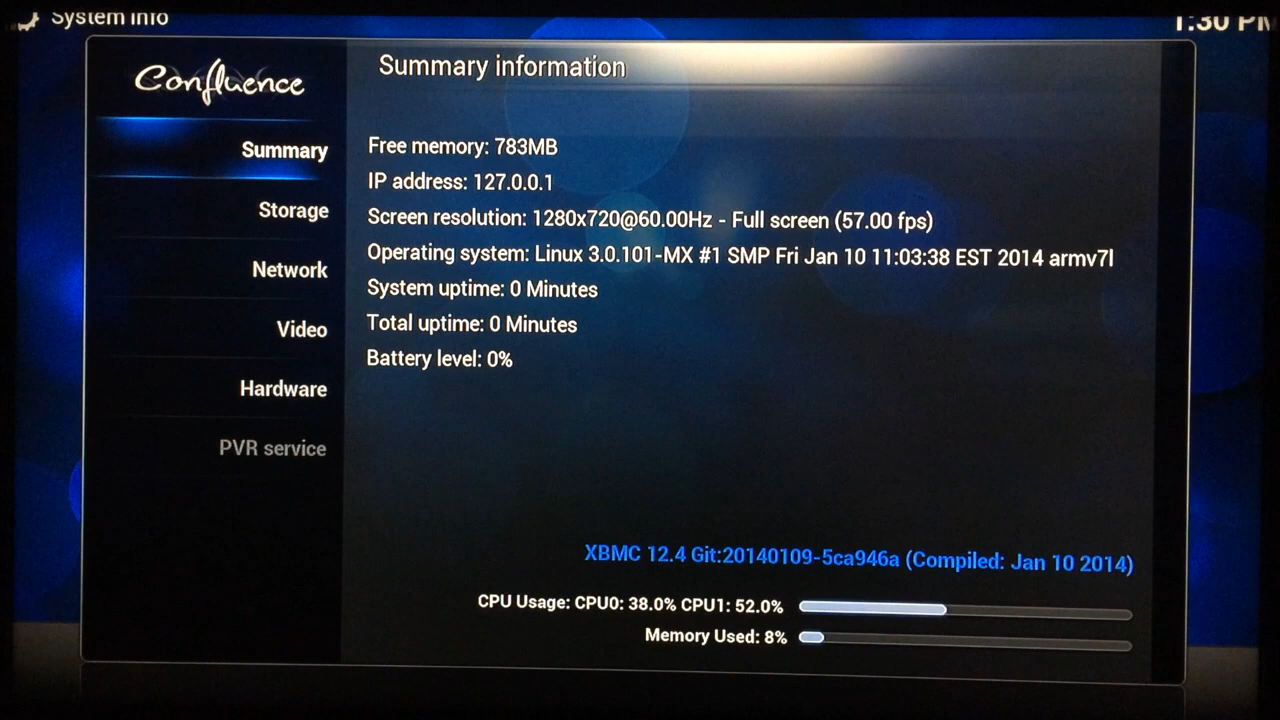 System info
1:30 PM
Confluence
Summary information
Summary
Storage
Network
Video
Hardware
PVR service
Free memory: 783MB
IP address: 127.0.0.1
Screen resolution: 1280x720@60.00Hz - Full screen (57.00 fps)
Operating system: Linux 3.0.101-MX #1 SMP Fri Jan 10 11:03:38 EST 2014 armv7l
System uptime: 0 Minutes
Total uptime: 0 Minutes
Battery level: 0%
XBMC 12.4 Git:20140109-5ca946a (Compiled: Jan 10 2014)
CPU Usage: CPU0: 38.0% CPU1: 52.0%
Memory Used: 8%